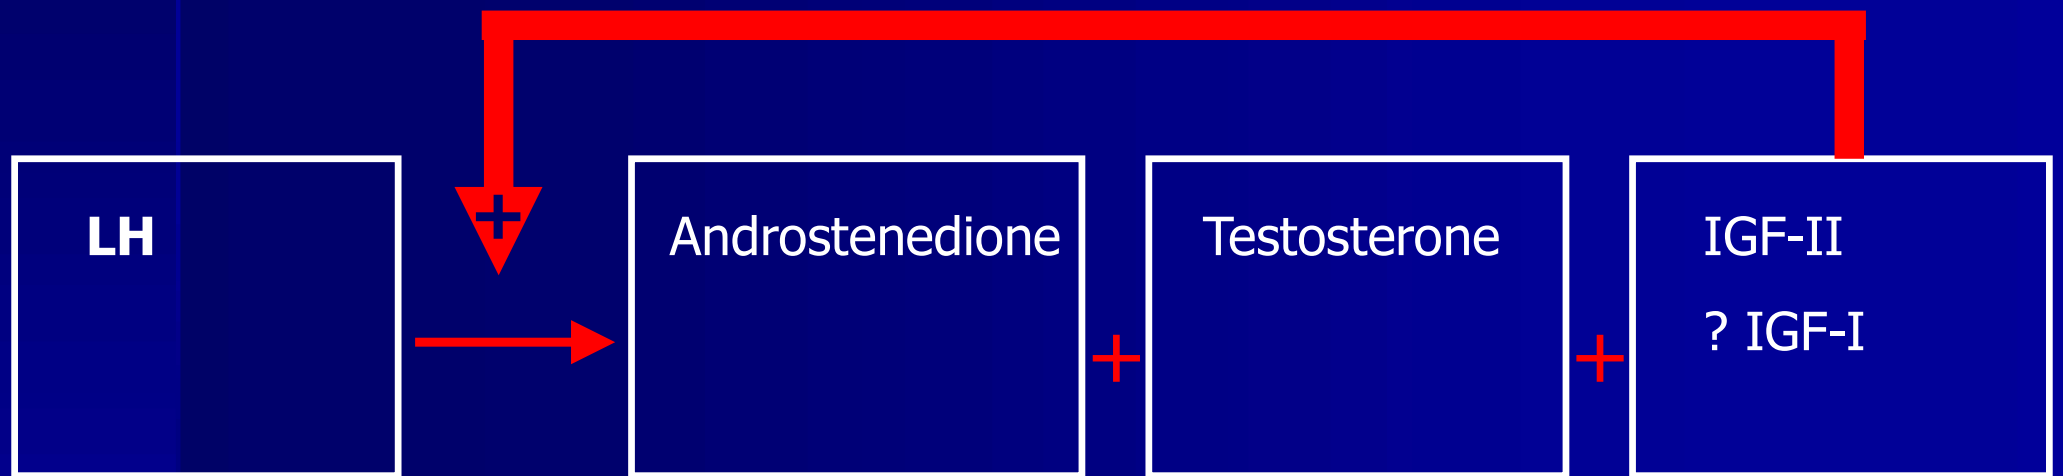 LH
+
Androstenedione
+
Testosterone
+
IGF-II
? IGF-I